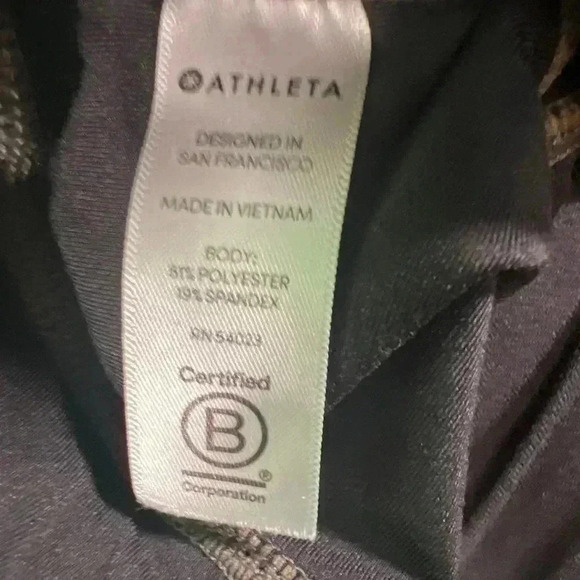 ATHLETA
DESIGNED IN
SAN FRANCISCO
MADE IN VIETNAM
BODY:
81% POLYESTER
19% SPANDEX
RN 54023
Certified
B
®
Corporation